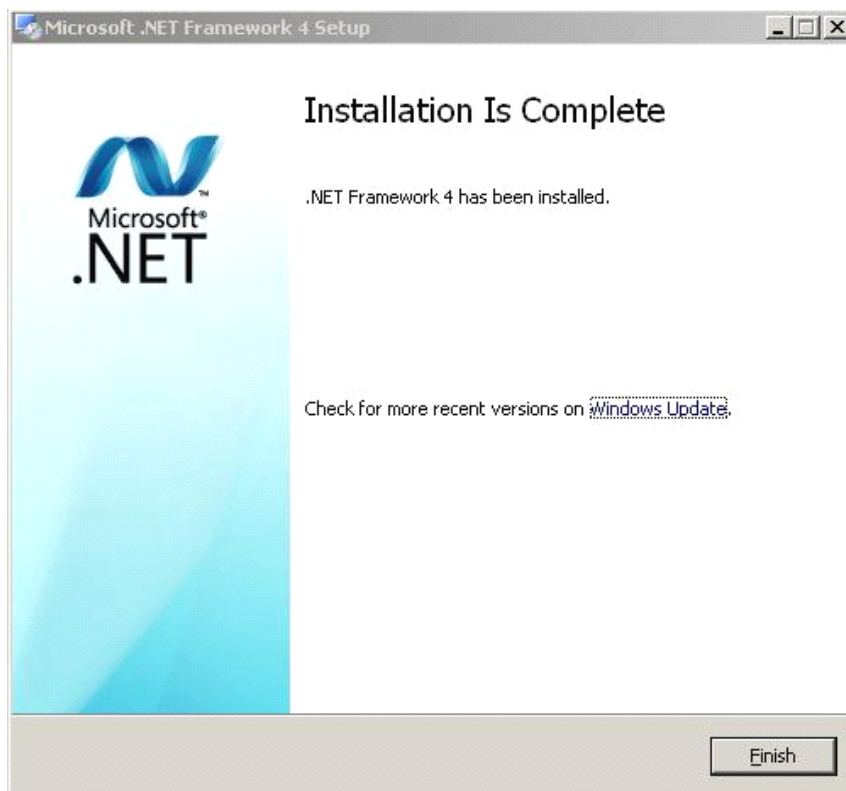 Microsoft .NET Framework 4 Setup
Installation Is Complete
Microsoft®
.NET
™
.NET Framework 4 has been installed.
Check for more recent versions on Windows Update.
Finish